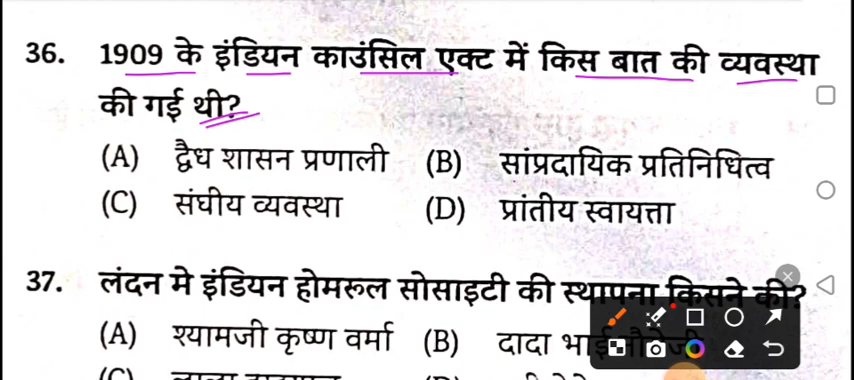 36. 1909 के इंडियन काउंसिल एक्ट में किस बात की व्यवस्था
की गई थी?
(A) द्वैध शासन प्रणाली (B) सांप्रदायिक प्रतिनिधित्व
(C) संघीय व्यवस्था (D) प्रांतीय स्वायत्ता
37. लंदन मे इंडियन होमरूल सोसाइटी की स्थापना किसने की?
(A) श्यामजी कृष्ण वर्मा (B) दादा भाई नौरोजी
(C)